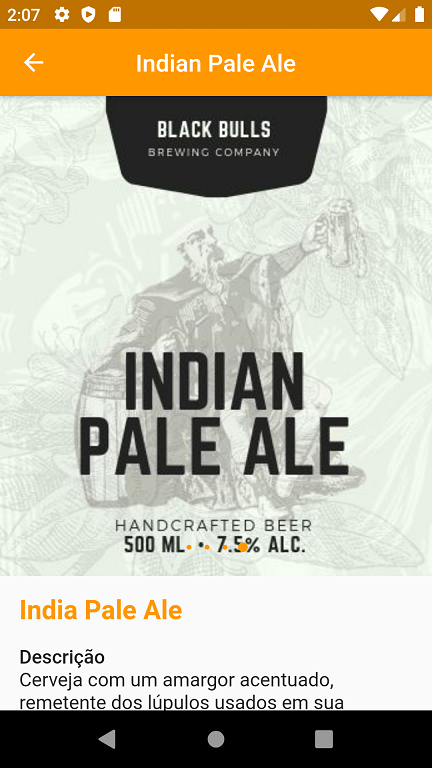 2:07
Indian Pale Ale
BLACK BULLS
BREWING COMPANY
INDIAN
PALE ALE
HANDCRAFTED BEER
500 ML • 7.5% ALC.
India Pale Ale
Descrição
Cerveja com um amargor acentuado,
remetente dos lúpulos usados em sua